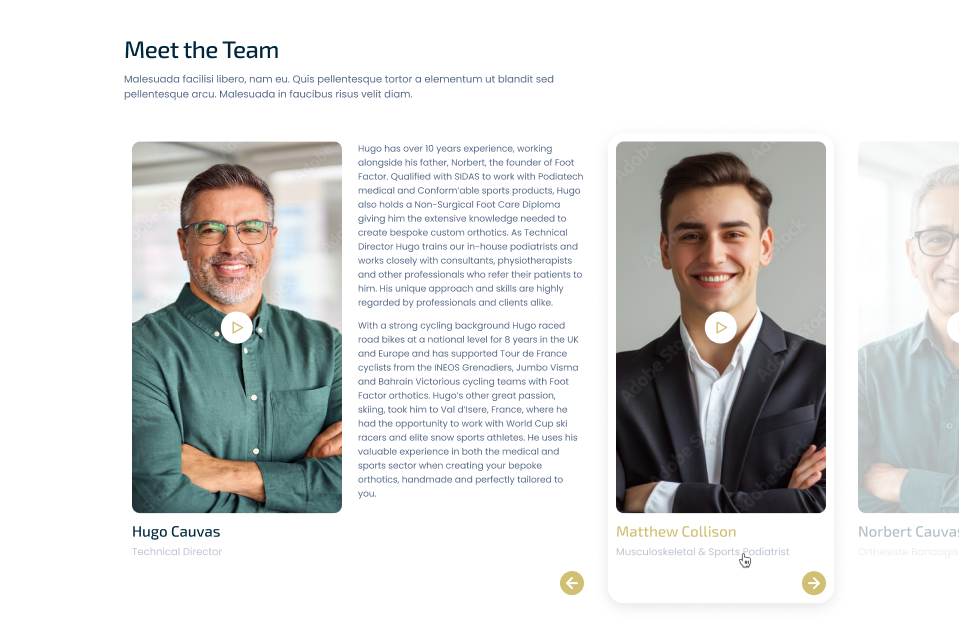 Meet the Team
Malesuada facilisi libero, nam eu. Quis pellentesque tortor a elementum ut blandit sed
pellentesque arcu. Malesuada in faucibus risus velit diam.
Hugo has over 10 years experience, working
alongside his father, Norbert, the founder of Foot
Factor. Qualified with SIDAS to work with Podiatech
medical and Conform'able sports products, Hugo
also holds a Non-Surgical Foot Care Diploma
giving him the extensive knowledge needed to
create bespoke custom orthotics. As Technical
Director Hugo trains our in-house podiatrists and
works closely with consultants, physiotherapists
and other professionals who refer their patients to
him. His unique approach and skills are highly
regarded by professionals and clients alike.
With a strong cycling background Hugo raced
road bikes at a national level for 8 years in the UK
and Europe and has supported Tour de France
cyclists from the INEOS Grenadiers, Jumbo Visma
and Bahrain Victorious cycling teams with Foot
Factor orthotics. Hugo's other great passion,
skiing, took him to Val d'Isere, France, where he
had the opportunity to work with World Cup ski
racers and elite snow sports athletes. He uses his
valuable experience in both the medical and
sports sector when creating your bepoke
orthotics, handmade and perfectly tailored to
you.
Hugo Cauvas
Technical Director
Matthew Collison
Musculoskeletal & Sports Podiatrist
Norbert Cauvas
Orthesiste Bandagis